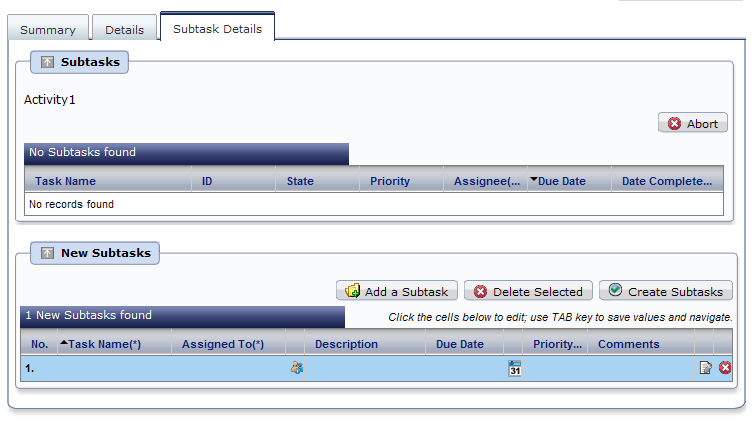 Summary Details Subtask Details
Subtasks
Activity1
Abort
No Subtasks found
Task Name ID State Priority Assignee(... Due Date Date Complete...
No records found
New Subtasks
Add a Subtask Delete Selected Create Subtasks
1 New Subtasks found Click the cells below to edit; use TAB key to save values and navigate.
No. Task Name(*) Assigned To(*) Description Due Date Priority... Comments
1. 31